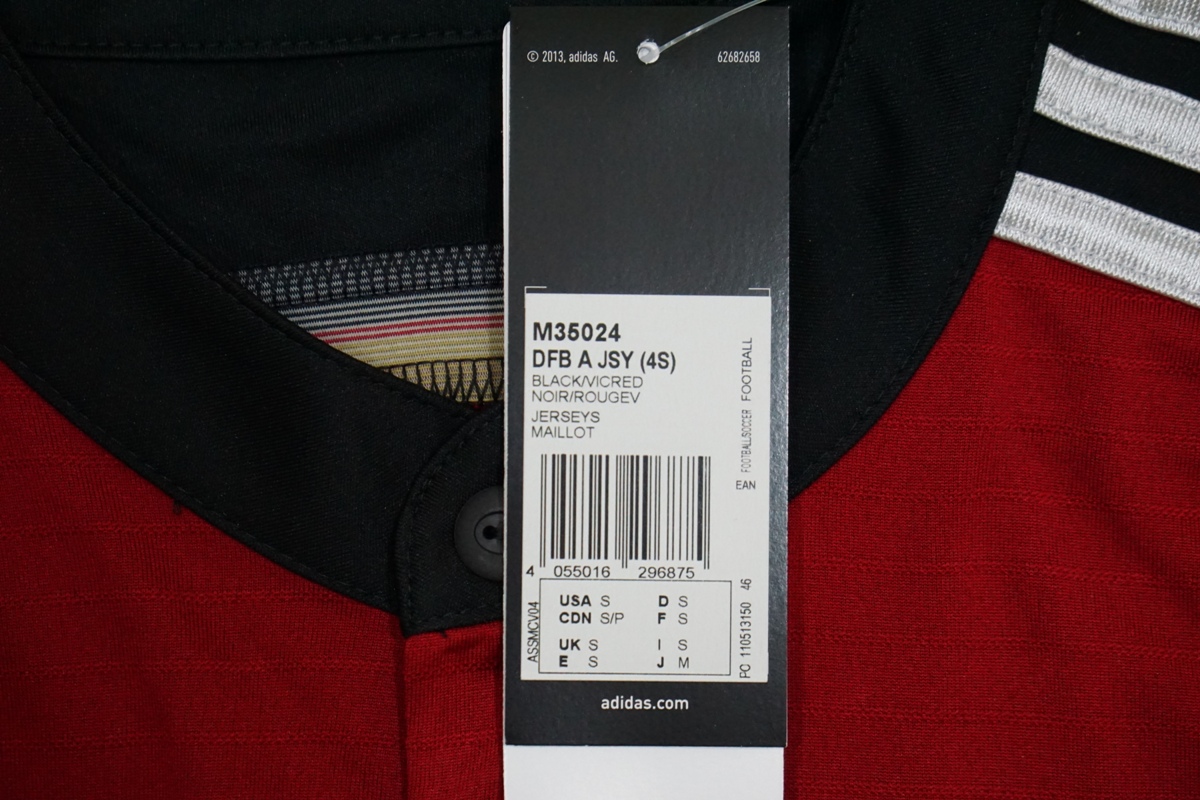 © 2013, adidas AG. 62682658
M35024
DFB A JSY (4S)
BLACK/VICRED
NOIR/ROUGEV
JERSEYS
MAILLOT
FOOTBALL/SOCCER FOOTBALL
EAN
4 055016 296875
ASSMCV04
USA S D S
CDN S/P F S
UK S I S
E S J M
PO 110513150 46
adidas.com